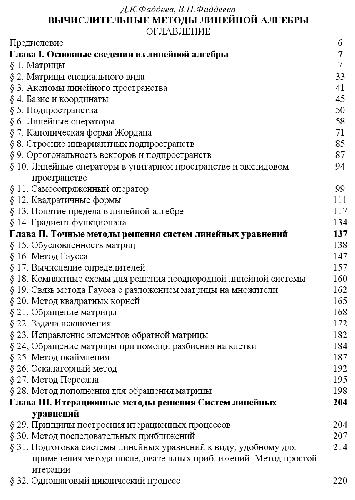 Д.К.Фаддеев, В.Н.Фаддеева
ВЫЧИСЛИТЕЛЬНЫЕ МЕТОДЫ ЛИНЕЙНОЙ АЛГЕБРЫ
ОГЛАВЛЕНИЕ
Предисловие 6
Глава I. Основные сведения из линейной алгебры 7
§ 1. Матрицы 7
§ 2. Матрицы специального вида 33
§ 3. Аксиомы линейного пространства 41
§ 4. Базис и координаты 45
§ 5. Подпространства 50
§ 6. Линейные операторы 58
§ 7. Каноническая форма Жордана 71
§ 8. Строение инвариантных подпространств 85
§ 9. Ортогональность векторов и подпространств 87
§ 10. Линейные операторы в унитарном пространстве и эвклидовом 94
пространстве
§ 11. Самосопряженный оператор 99
§ 12. Квадратичные формы 111
§ 13. Понятие предела в линейной алгебре 117
§ 14. Градиент функционала 134
Глава II. Точные методы решения систем линейных уравнений 137
§ 15. Обусловленность матриц 138
§ 16. Метод Гаусса 147
§ 17. Вычисление определителей 157
§ 18. Компактные схемы для решения неоднородной линейной системы 160
§ 19. Связь метода Гаусса с разложением матрицы на множители 162
§ 20. Метод квадратных корней 165
§ 21. Обращение матрицы 168
§ 22. Задача исключения 172
§ 23. Исправление элементов обратной матрицы 182
§ 24. Обращение матрицы при помощи разбиения на клетки 184
§ 25. Метод окаймления 187
§ 26. Эскалаторный метод 192
§ 27. Метод Перселла 195
§ 28. Метод пополнения для обращения матрицы 198
Глава III. Итерационные методы решения Систем линейных 204
уравнений
§ 29. Принципы построения итерационных процессов 204
§ 30. Метод последовательных приближений 207
§ 31. Подготовка системы линейных уравнений к виду, удобному для 214
применения метода последовательных приближений. Метод простой
итерации
§ 32. Одношаговый циклический процесс 220